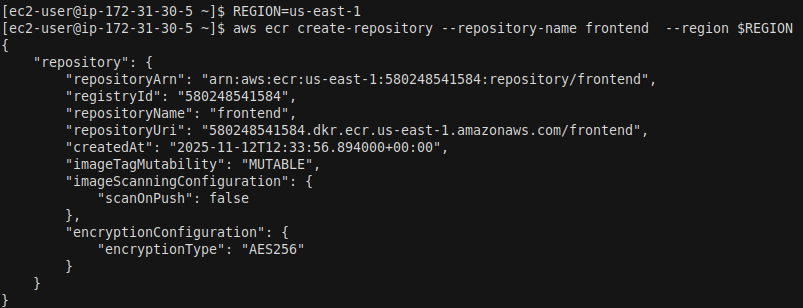 [ec2-user@ip-172-31-30-5 ~]$ REGION=us-east-1
[ec2-user@ip-172-31-30-5 ~]$ aws ecr create-repository --repository-name frontend  --region $REGION
{
    "repository": {
        "repositoryArn": "arn:aws:ecr:us-east-1:580248541584:repository/frontend",
        "registryId": "580248541584",
        "repositoryName": "frontend",
        "repositoryUri": "580248541584.dkr.ecr.us-east-1.amazonaws.com/frontend",
        "createdAt": "2025-11-12T12:33:56.894000+00:00",
        "imageTagMutability": "MUTABLE",
        "imageScanningConfiguration": {
            "scanOnPush": false
        },
        "encryptionConfiguration": {
            "encryptionType": "AES256"
        }
    }
}